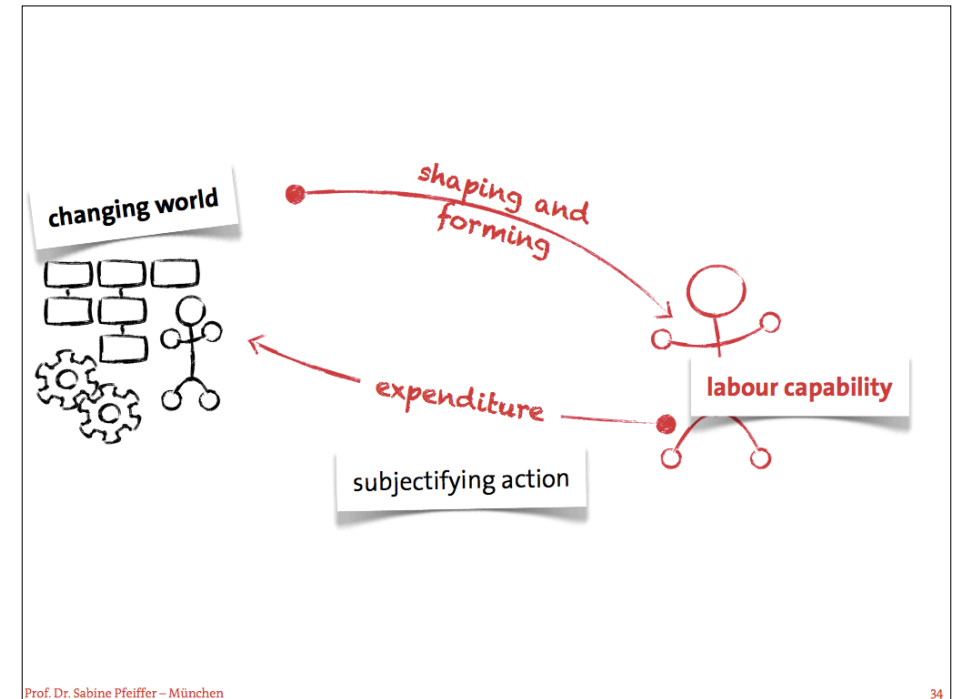 changing world
shaping and
forming
expenditure
labour capability
subjectifying action
Prof. Dr. Sabine Pfeiffer – München
34